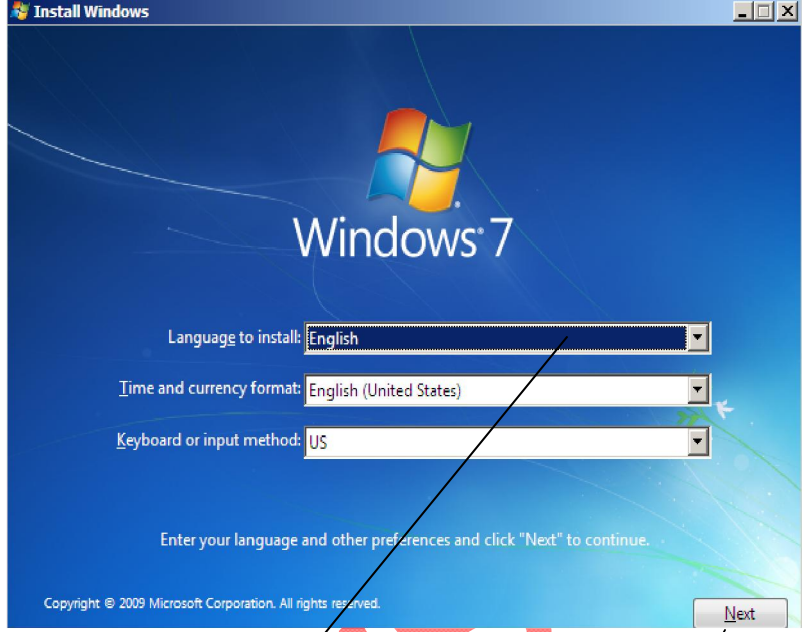 Install Windows
Windows® 7
Language to install: English
Time and currency format: English (United States)
Keyboard or input method: US
Enter your language and other preferences and click "Next" to continue.
Copyright © 2009 Microsoft Corporation. All rights reserved.
Next